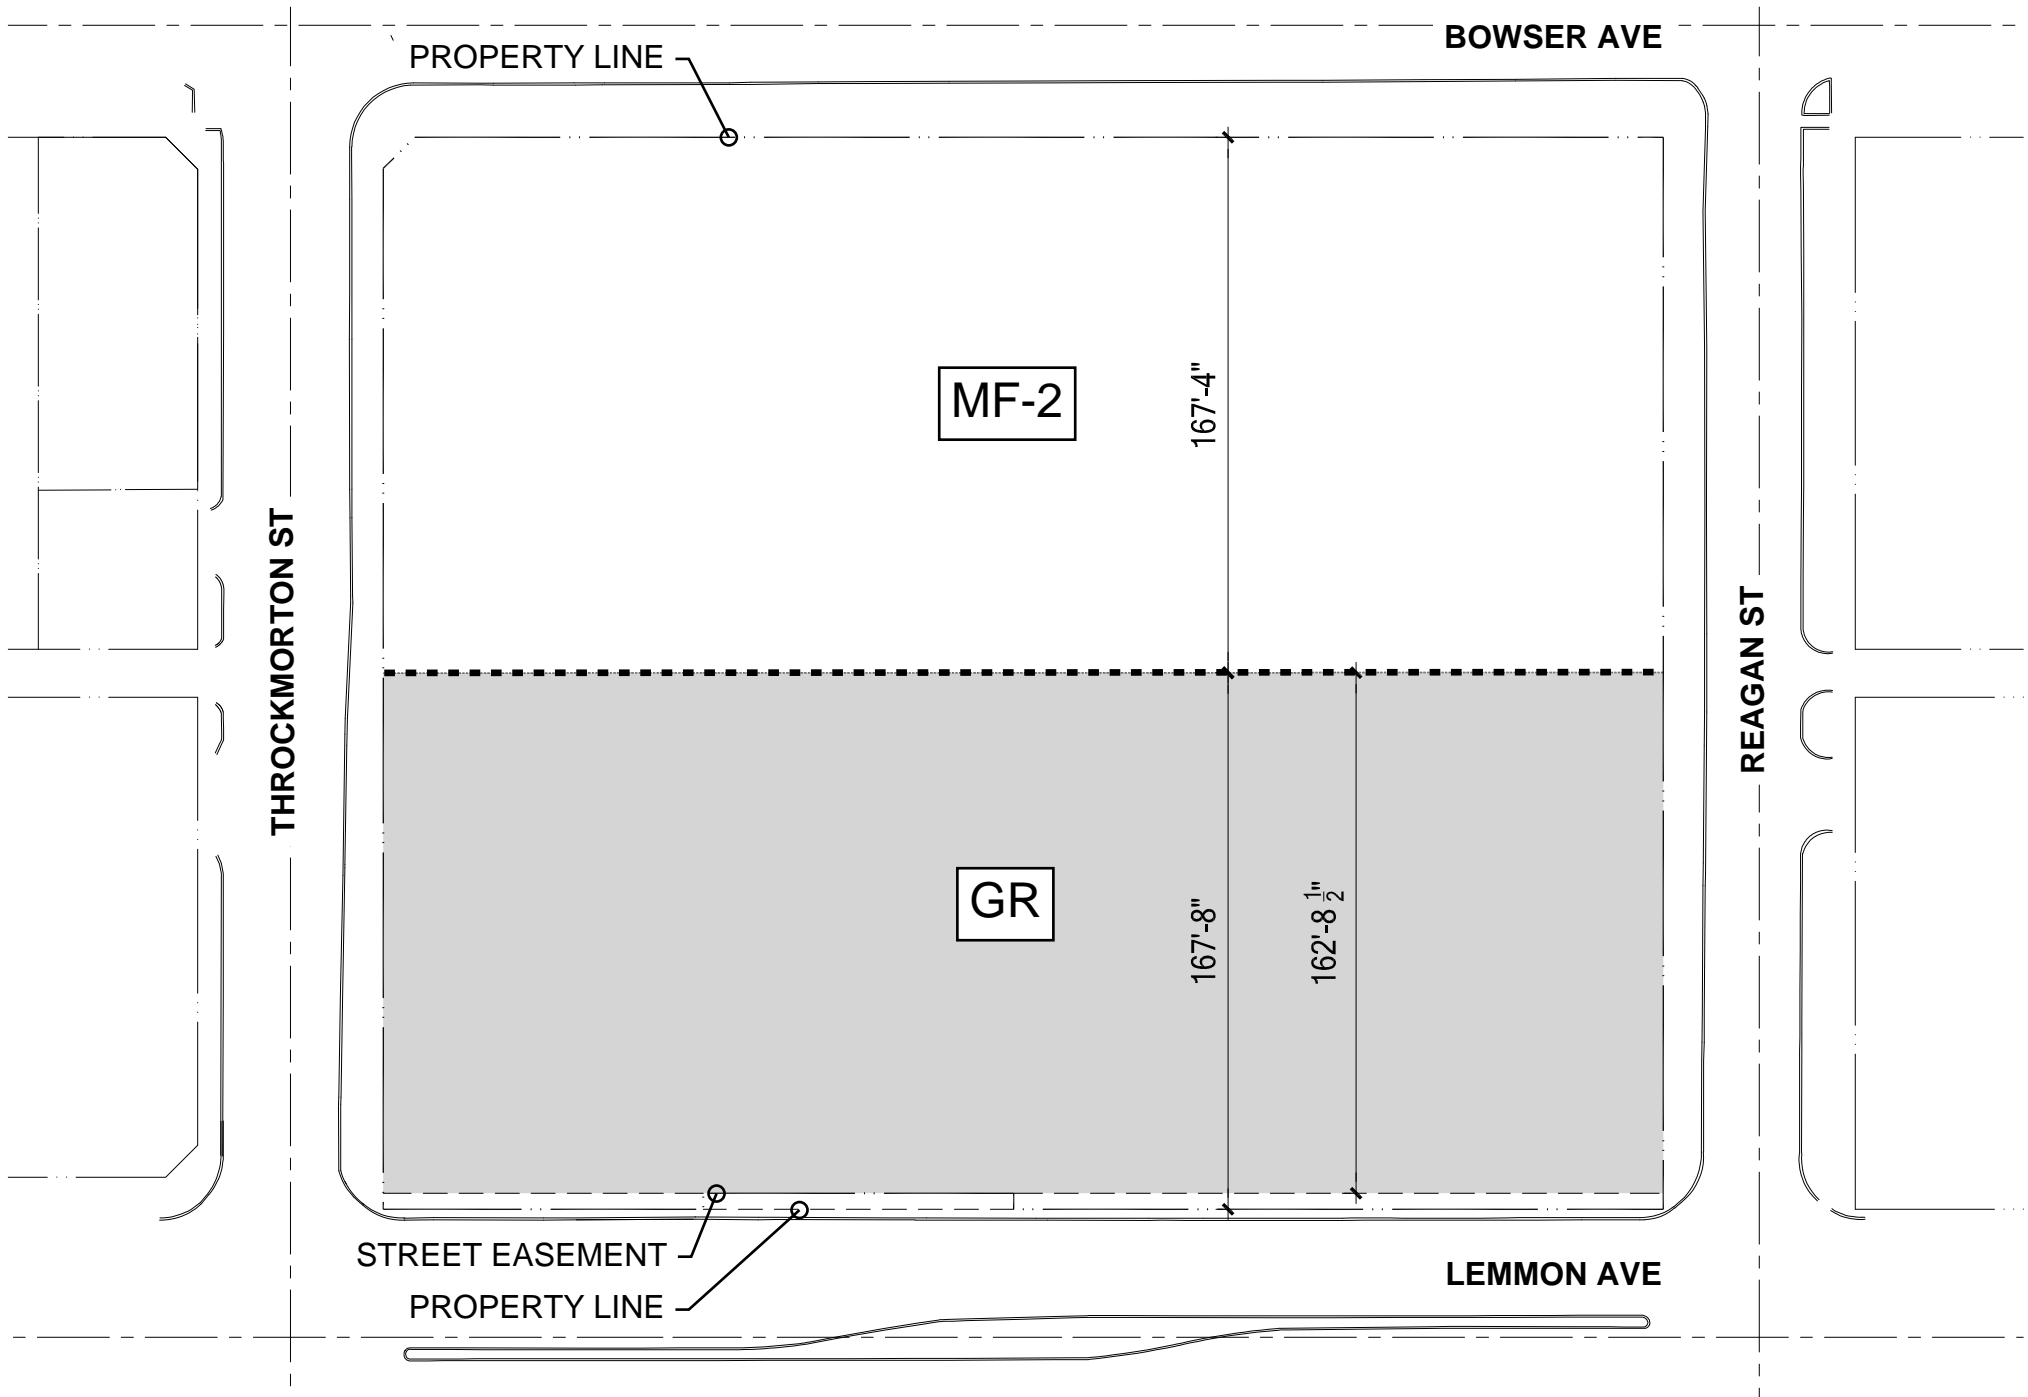 BOWSER AVE
PROPERTY LINE
MF-2
167'-4"
THROCKMORTON ST
REAGAN ST
GR
167'-8"
162'-8 1/2"
STREET EASEMENT
LEMMON AVE
PROPERTY LINE